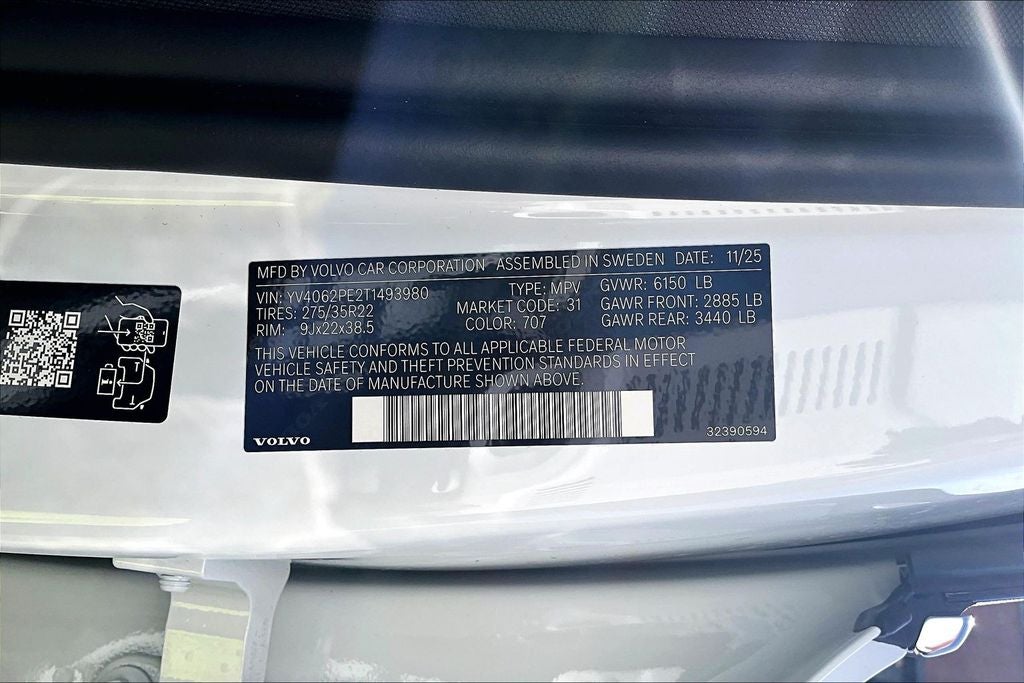 MFD BY VOLVO CAR CORPORATION ASSEMBLED IN SWEDEN DATE: 11/25
VIN: YV4062PE2T1493980 TYPE: MPV GVWR: 6150 LB
TIRES: 275/35R22 MARKET CODE: 31 GAWR FRONT: 2885 LB
RIM: 9Jx22x38.5 COLOR: 707 GAWR REAR: 3440 LB
THIS VEHICLE CONFORMS TO ALL APPLICABLE FEDERAL MOTOR
VEHICLE SAFETY AND THEFT PREVENTION STANDARDS IN EFFECT
ON THE DATE OF MANUFACTURE SHOWN ABOVE.
VOLVO 32390594